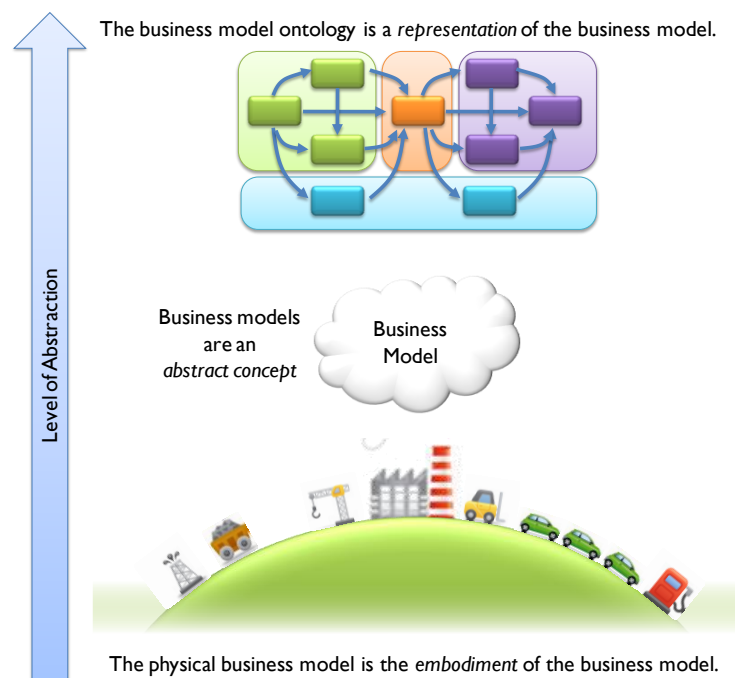 The business model ontology is a representation of the business model.
Level of Abstraction
Business models
are an
abstract concept
Business
Model
The physical business model is the embodiment of the business model.